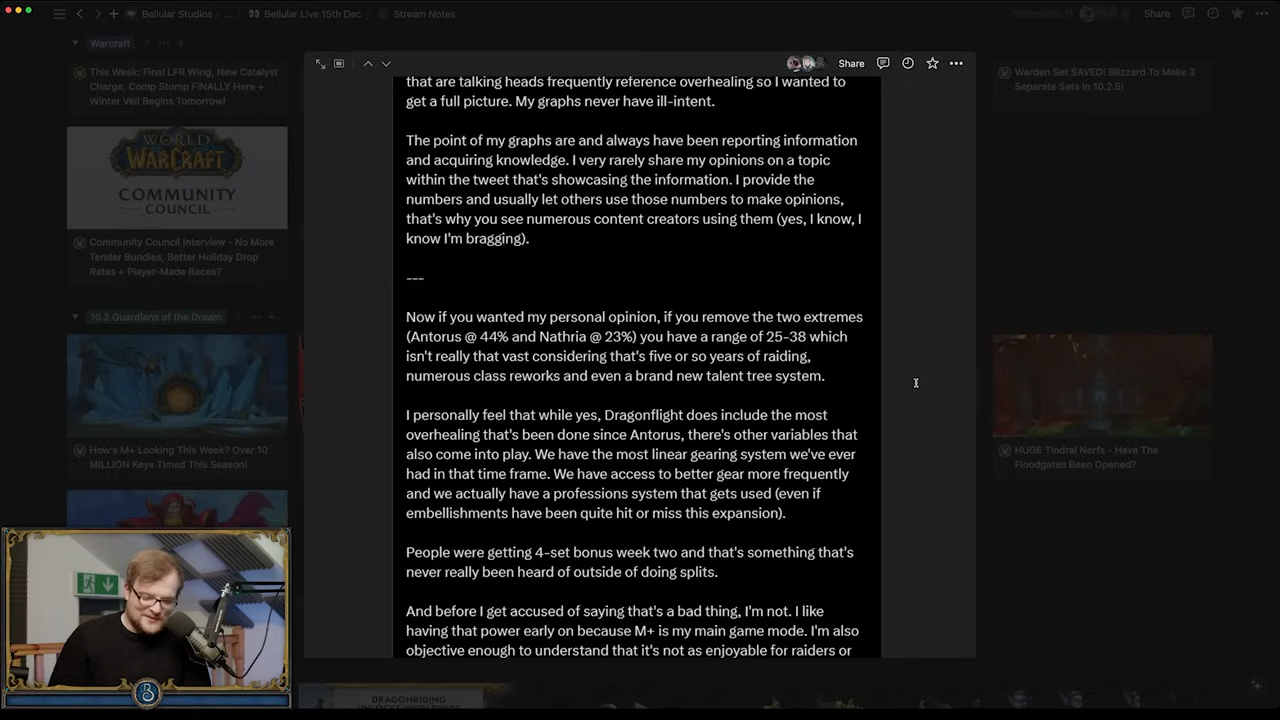 Bellular Studios / ... / Bellular Live 15th Dec / Stream Notes
Share
Warcraft 7 ... +
This Week: Final LFR Wing, New Catalyst
Charge, Comp Stomp FINALLY Here +
Winter Veil Begins Tomorrow!
WORLD
WARCRAFT
COMMUNITY
COUNCIL
Community Council Interview - No More
Tender Bundles, Better Holiday Drop
Rates + Player-Made Races?
10.2 Guardians of the Dream
How's M+ Looking This Week? Over 10
MILLION Keys Timed This Season!
Share
that are talking heads frequently reference overhealing so I wanted to
get a full picture. My graphs never have ill-intent.
The point of my graphs are and always have been reporting information
and acquiring knowledge. I very rarely share my opinions on a topic
within the tweet that's showcasing the information. I provide the
numbers and usually let others use those numbers to make opinions,
that's why you see numerous content creators using them (yes, I know, I
know I'm bragging).
---
Now if you wanted my personal opinion, if you remove the two extremes
(Antorus @ 44% and Nathria @ 23%) you have a range of 25-38 which
isn't really that vast considering that's five or so years of raiding,
numerous class reworks and even a brand new talent tree system.
I personally feel that while yes, Dragonflight does include the most
overhealing that's been done since Antorus, there's other variables that
also come into play. We have the most linear gearing system we've ever
had in that time frame. We have access to better gear more frequently
and we actually have a professions system that gets used (even if
embellishments have been quite hit or miss this expansion).
People were getting 4-set bonus week two and that's something that's
never really been heard of outside of doing splits.
And before I get accused of saying that's a bad thing, I'm not. I like
having that power early on because M+ is my main game mode. I'm also
objective enough to understand that it's not as enjoyable for raiders or
Warden Set SAVED! Blizzard To Make 3
Separate Sets in 10.2.5!
HUGE Tindral Nerfs - Have The
Floodgates Been Opened?
B
DRAGONRIDING